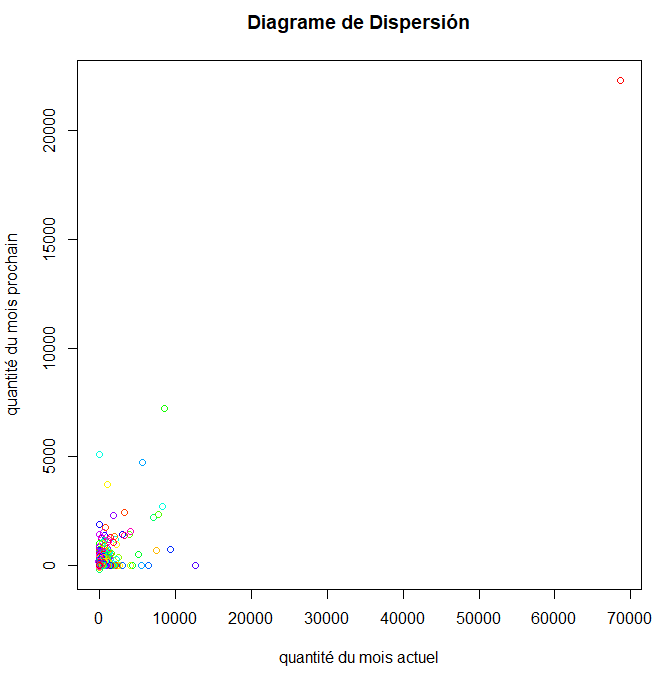 Diagrame de Dispersión
quantité du mois prochain
20000
15000
10000
5000
0
0 10000 20000 30000 40000 50000 60000 70000
quantité du mois actuel